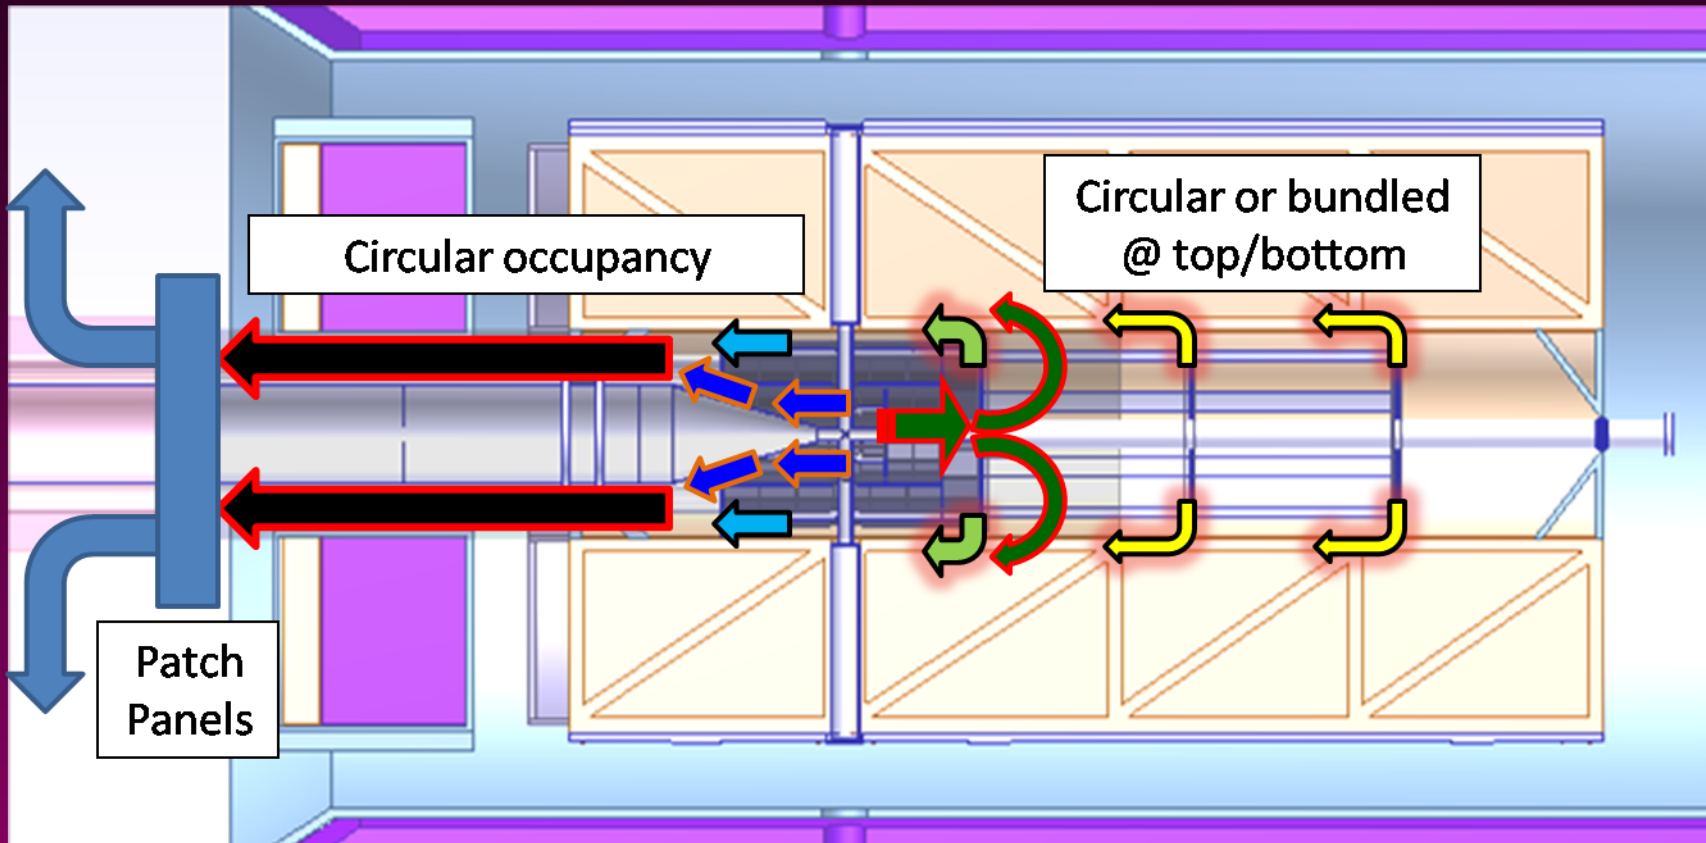 Circular or bundled
@ top/bottom
Circular occupancy
Patch
Panels